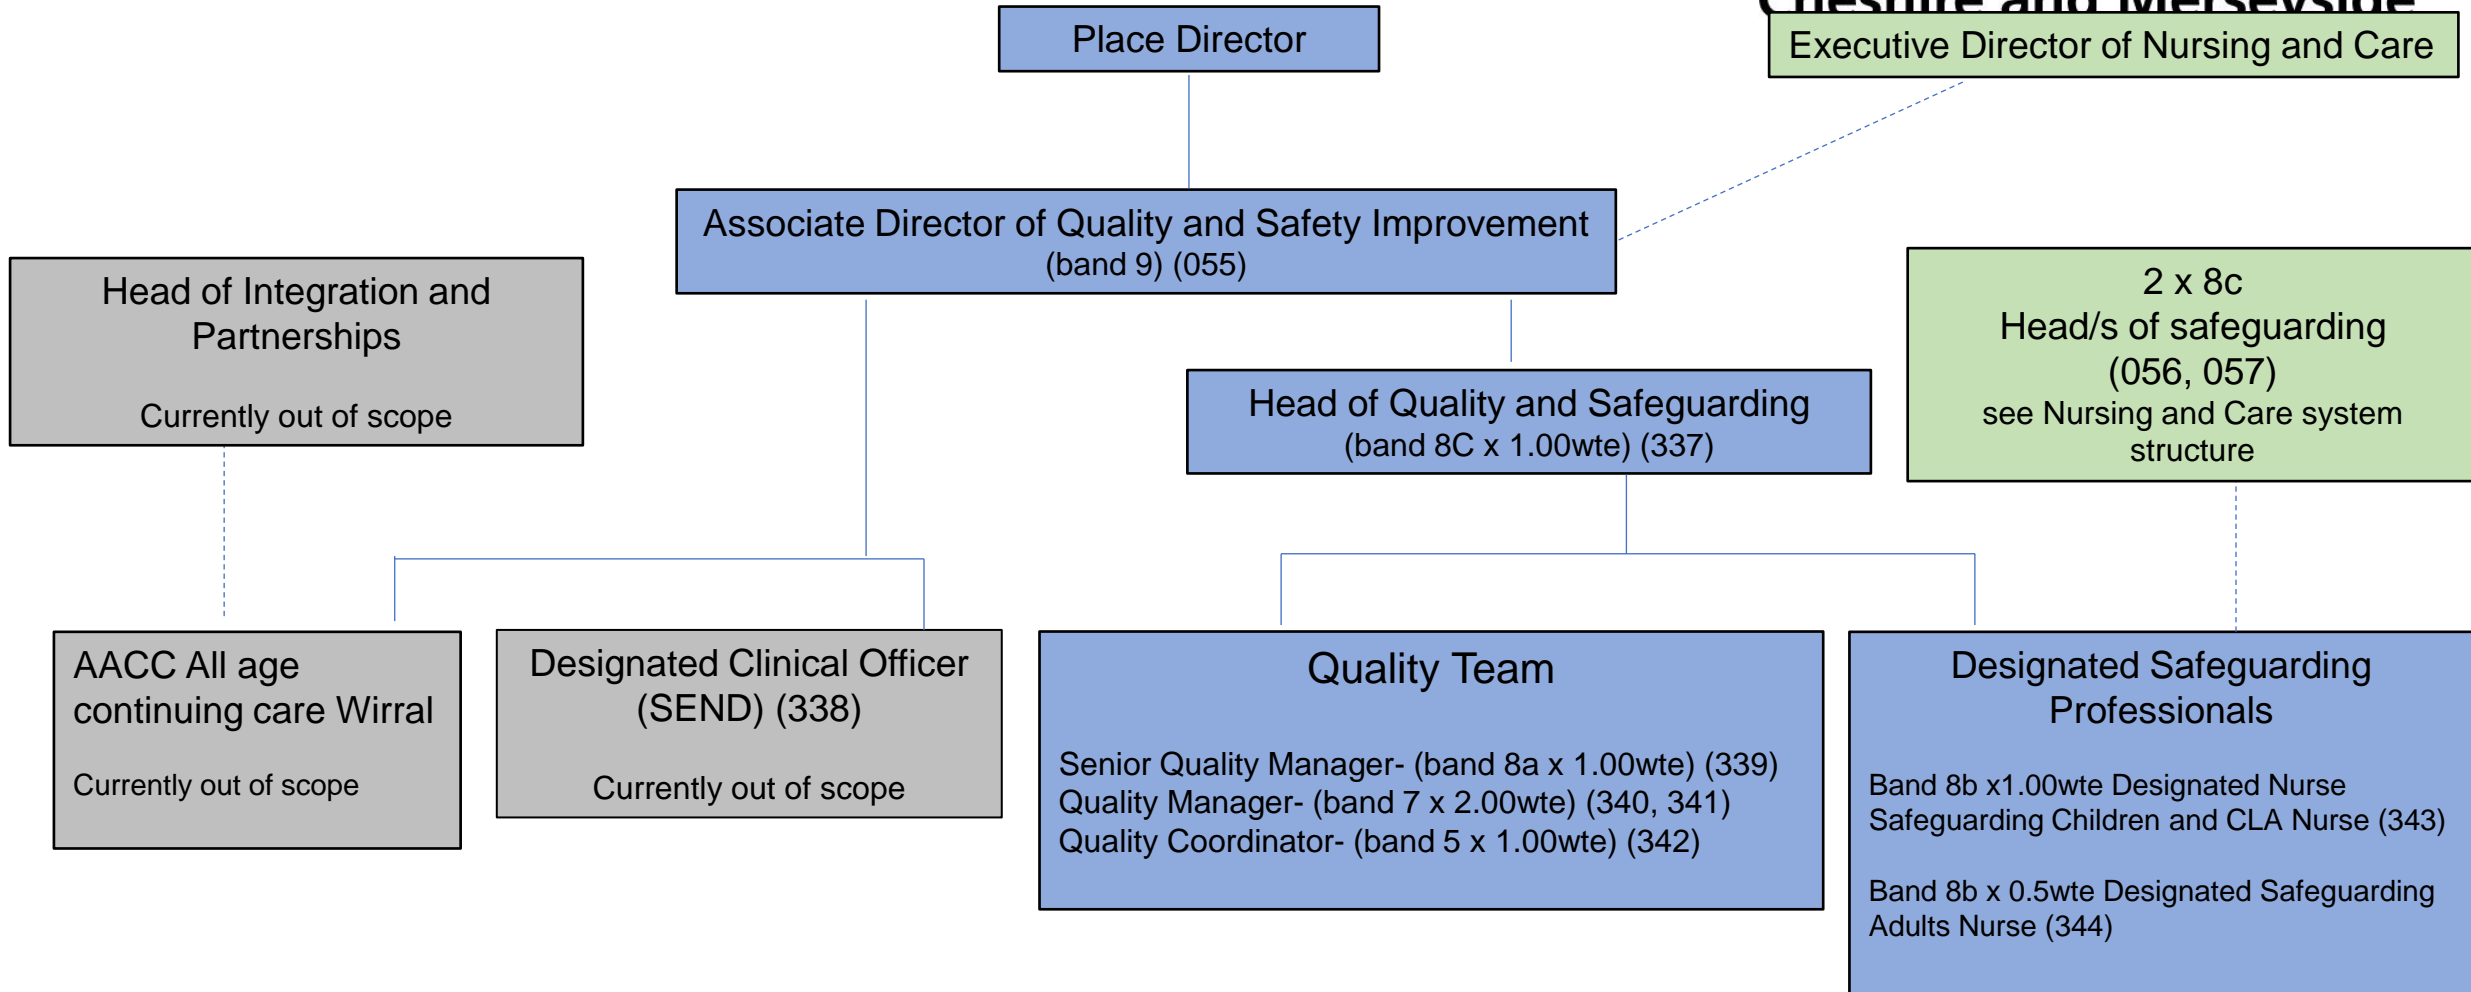 Cheshire and Merseyside
Place Director
Executive Director of Nursing and Care
Associate Director of Quality and Safety Improvement
(band 9) (055)
Head of Integration and
Partnerships
Currently out of scope
2 x 8c
Head/s of safeguarding
(056, 057)
see Nursing and Care system
structure
Head of Quality and Safeguarding
(band 8C x 1.00wte) (337)
AACC All age
continuing care Wirral
Currently out of scope
Designated Clinical Officer
(SEND) (338)
Currently out of scope
Quality Team
Senior Quality Manager- (band 8a x 1.00wte) (339)
Quality Manager- (band 7 x 2.00wte) (340, 341)
Quality Coordinator- (band 5 x 1.00wte) (342)
Designated Safeguarding
Professionals
Band 8b x1.00wte Designated Nurse
Safeguarding Children and CLA Nurse (343)
Band 8b x 0.5wte Designated Safeguarding
Adults Nurse (344)